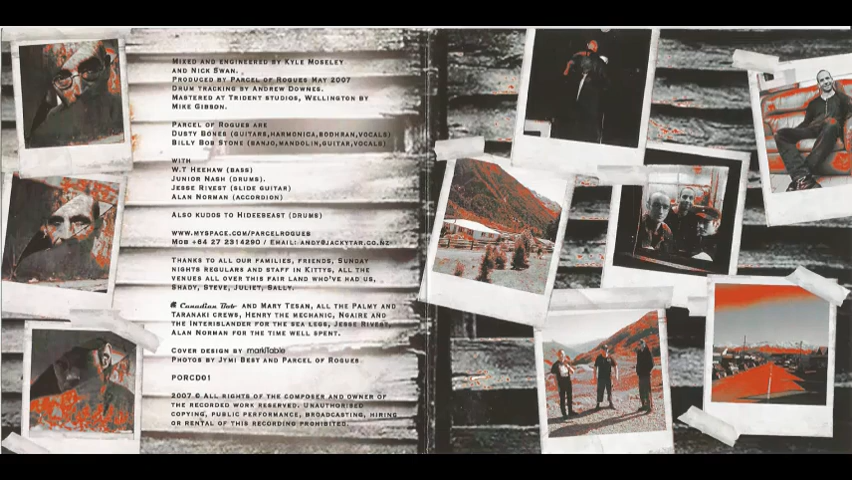 Mixed and engineered by Kyle Moseley
and Nick Swan.
Produced by Parcel of Rogues May 2007
Drum tracking by Andrew Downes.
Mastered at Trident studios, Wellington by
Mike Gibson.
Parcel of Rogues are
Dusty Bones (guitars,harmonica,bodhran,vocals)
Billy Bob Stone (banjo,mandolin,guitar,vocals)
with
W.T Heehaw (bass)
Junior Nash (drums).
Jesse Rivest (slide guitar)
Alan Norman (accordion)
Also kudos to Hidebeast (drums)
www.myspace.com/parcelrogues
Mob +64 27 2314290 / Email: andy@jackytar.co.nz
Thanks to all our families, friends, Sunday
nights regulars and staff in Kittys, all the
venues all over this fair land who've had us,
Shady, Steve, Juliet, Sally.
Canadian Bob and Mary Tesan, all the Palmy and
Taranaki crews, Henry the mechanic, Ngaire and
the Interislander for the sea legs, Jesse Rivest,
Alan Norman for the time well spent.
Cover design by markiTable
Photos by Jymi Best and Parcel of Rogues
PORCD01
2007 © All rights of the composer and owner of
the recorded work reserved. Unauthorised
copying, public performance, broadcasting, hiring
or rental of this recording prohibited.